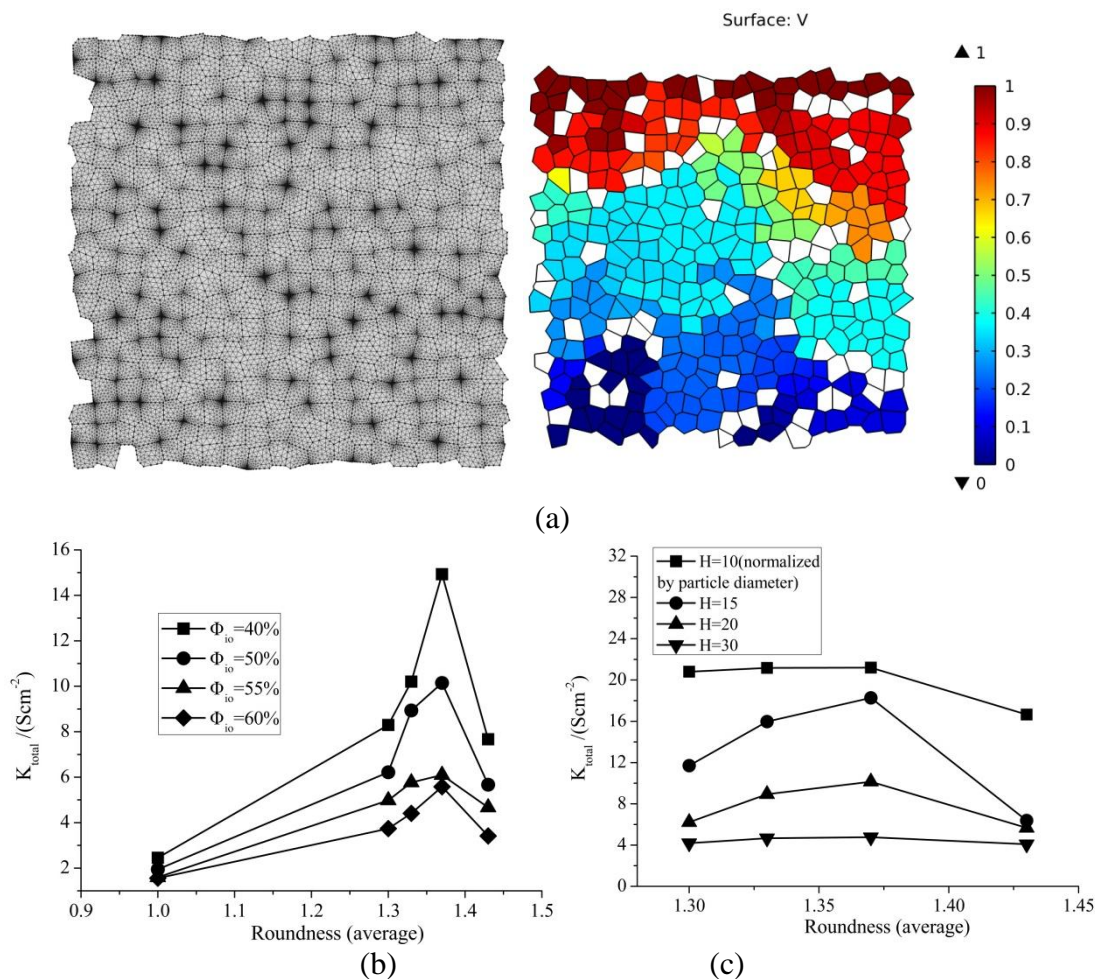 Surface: V
▲ 1
1
0.9
0.8
0.7
0.6
0.5
0.4
0.3
0.2
0.1
0
▼ 0
(a)
16
14
12
10
8
6
4
2
K_total /(Scm⁻²)
Φ_io=40%
Φ_io=50%
Φ_io=55%
Φ_io=60%
0.9 1.0 1.1 1.2 1.3 1.4 1.5
Roundness (average)
(b)
32
28
24
20
16
12
8
4
0
K_total /(Scm⁻²)
H=10(normalized
by particle diameter)
H=15
H=20
H=30
1.30 1.35 1.40 1.45
Roundness (average)
(c)